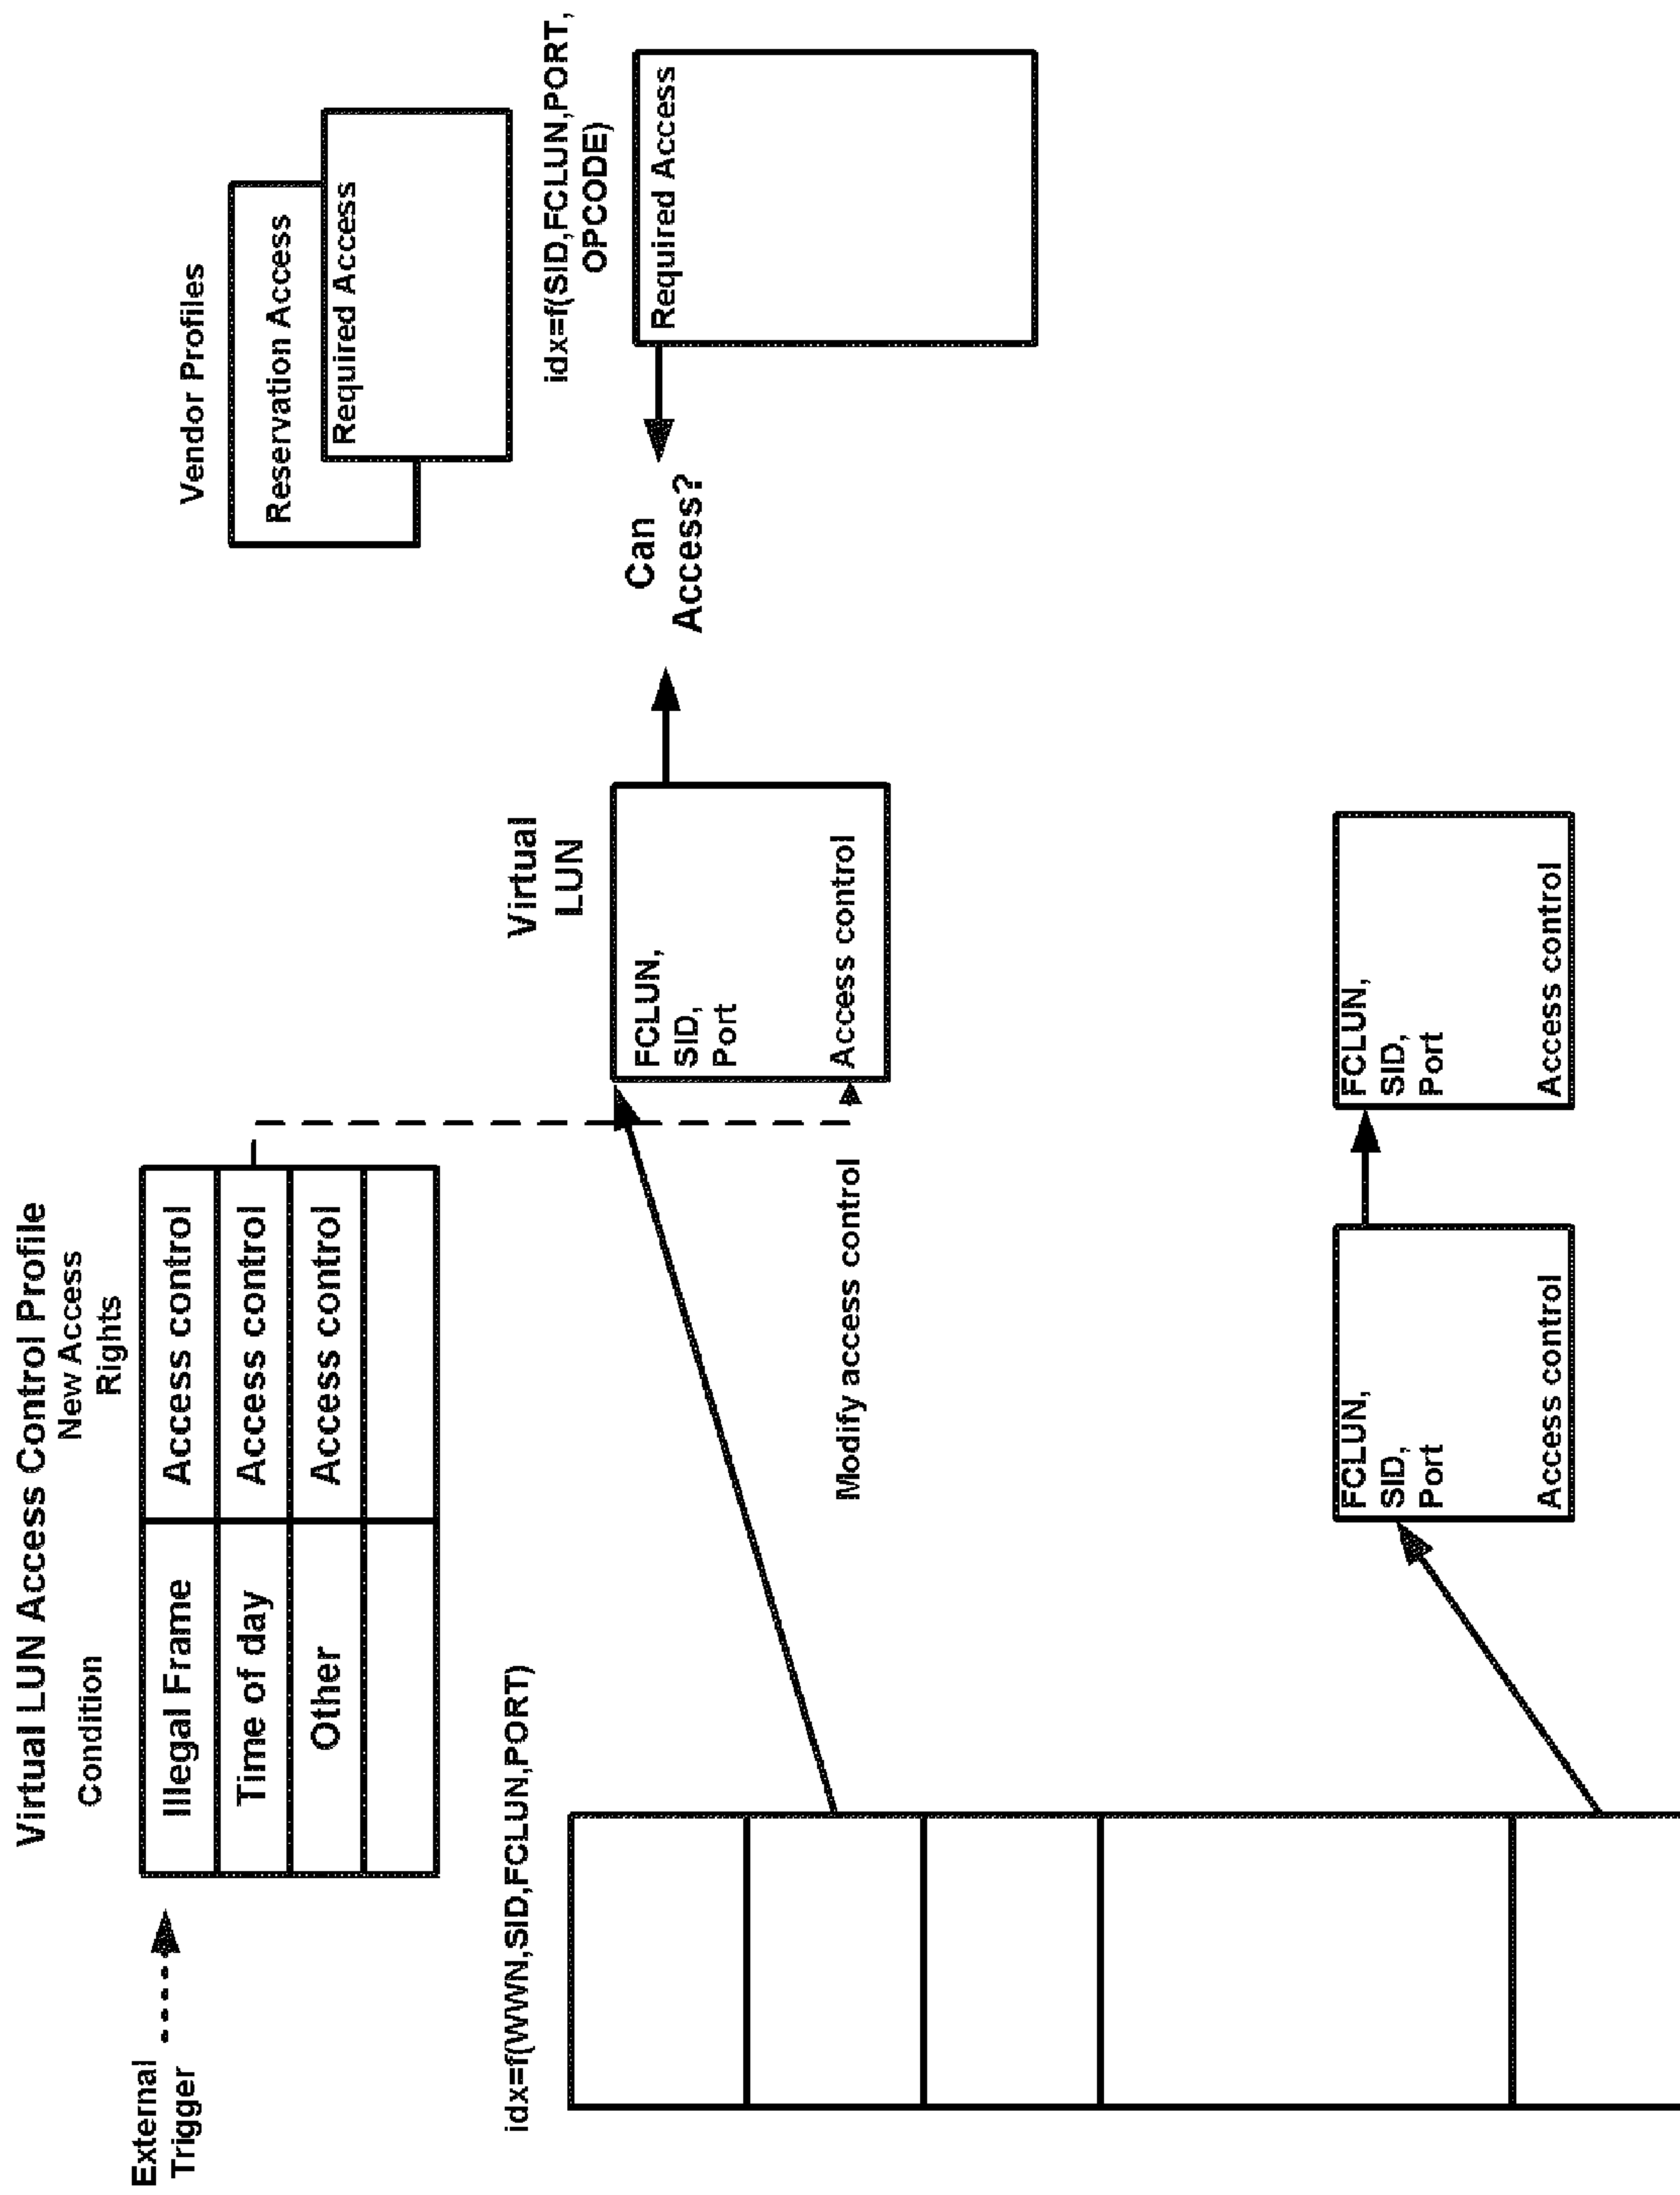 Virtual LUN Access Control Profile
Condition
New Access
Rights
External
Trigger
Illegal Frame
Access control
Time of day
Access control
Other
Access control
Vendor Profiles
Reservation Access
Required Access
idx=f(WWN,SID,FCLUN,PORT)
Virtual
LUN
FCLUN,
SID,
Port
Access control
Can
Access?
idx=f(SID,FCLUN,PORT,
OPCODE)
Required Access
Modify access control
FCLUN,
SID,
Port
Access control
FCLUN,
SID,
Port
Access control